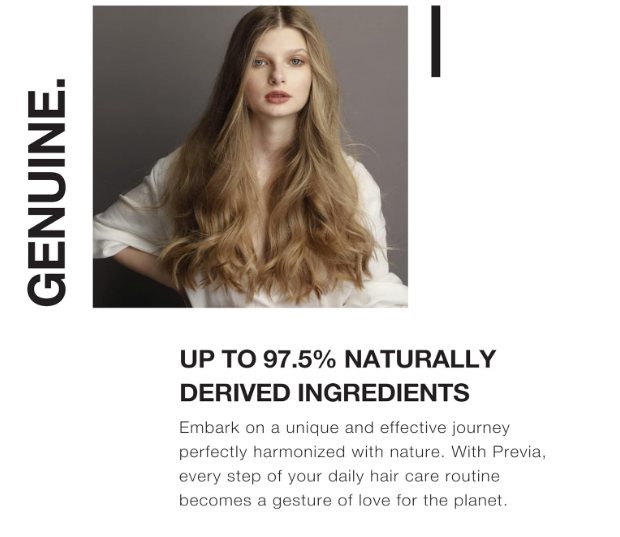 GENUINE.
UP TO 97.5% NATURALLY
DERIVED INGREDIENTS
Embark on a unique and effective journey
perfectly harmonized with nature. With Previa,
every step of your daily hair care routine
becomes a gesture of love for the planet.